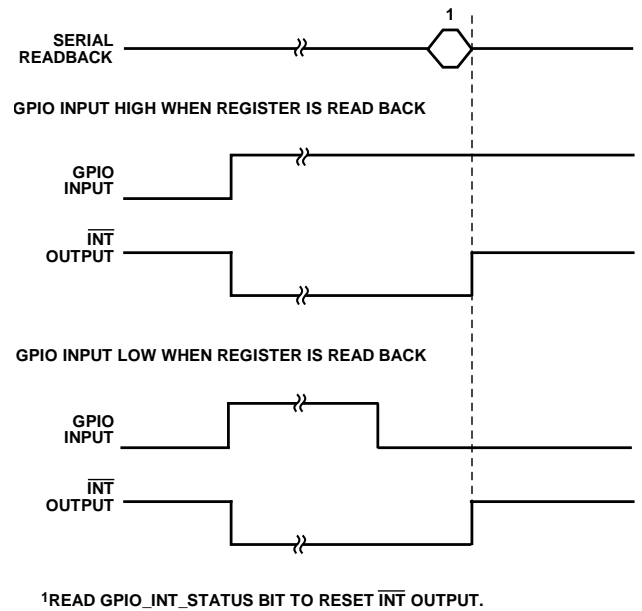 1
SERIAL
READBACK
GPIO INPUT HIGH WHEN REGISTER IS READ BACK
GPIO
INPUT
INT
OUTPUT
GPIO INPUT LOW WHEN REGISTER IS READ BACK
GPIO
INPUT
INT
OUTPUT
1READ GPIO_INT_STATUS BIT TO RESET INT OUTPUT.